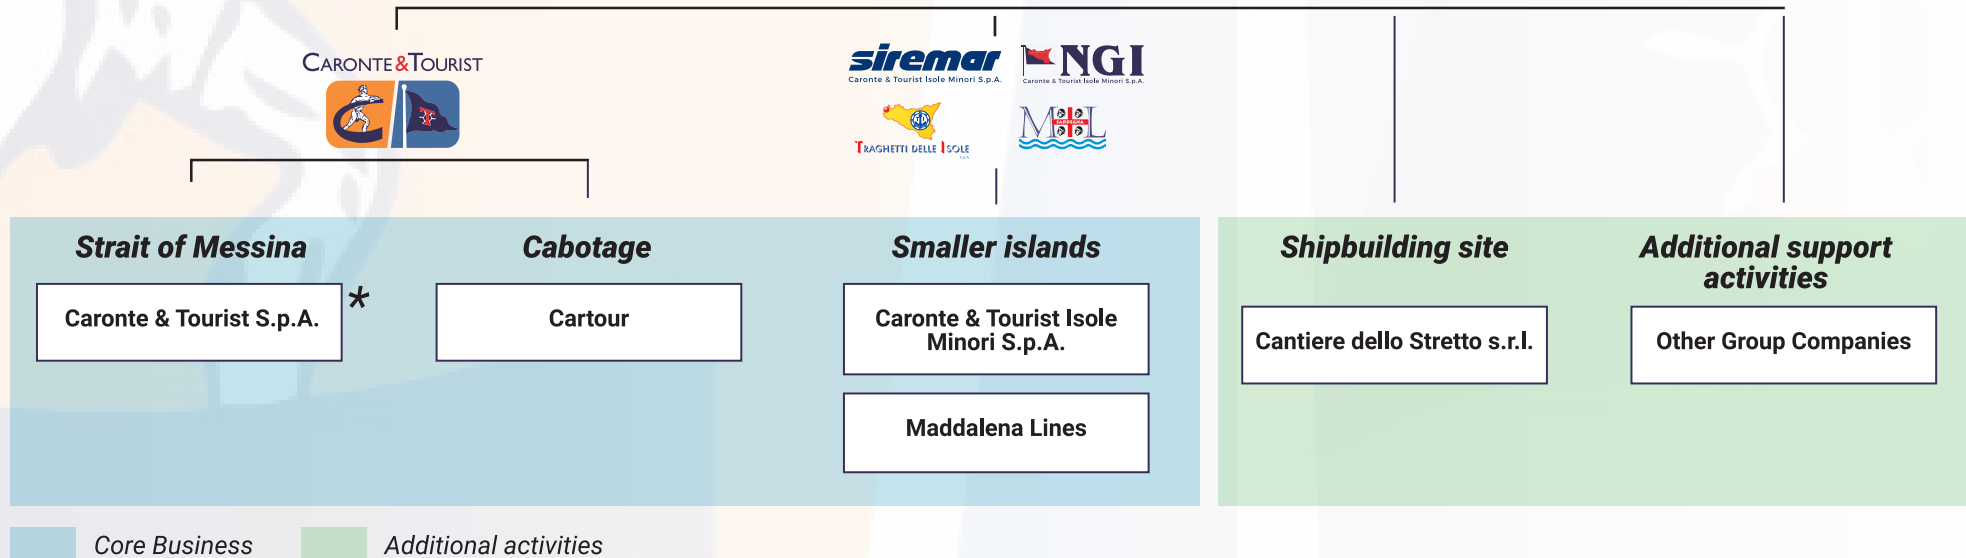 CARONTE&TOURIST
siremar
Caronte & Tourist Isole Minori S.p.A.
NGI
Caronte & Tourist Isole Minori S.p.A.
TRAGHETTI DELLE ISOLE
S.P.A.
M L
SARDEGNA
Strait of Messina
Caronte & Tourist S.p.A.
*
Cabotage
Cartour
Smaller islands
Caronte & Tourist Isole
Minori S.p.A.
Maddalena Lines
Shipbuilding site
Cantiere dello Stretto s.r.l.
Additional support
activities
Other Group Companies
Core Business
Additional activities